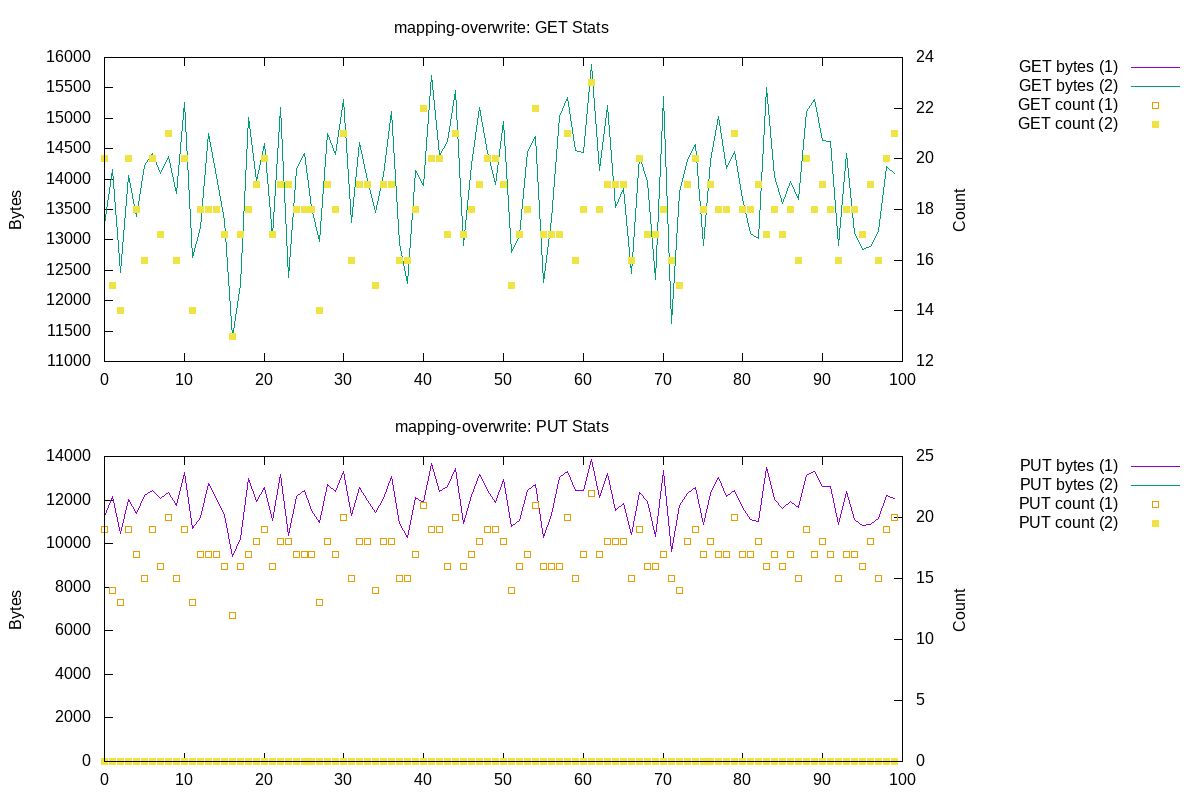 mapping-overwrite: GET Stats
16000
15500
15000
14500
14000
13500
13000
12500
12000
11500
11000
Bytes
0 10 20 30 40 50 60 70 80 90 100
24
22
20
18
16
14
12
Count
GET bytes (1)
GET bytes (2)
GET count (1)
GET count (2)
mapping-overwrite: PUT Stats
14000
12000
10000
8000
6000
4000
2000
0
Bytes
0 10 20 30 40 50 60 70 80 90 100
25
20
15
10
5
0
Count
PUT bytes (1)
PUT bytes (2)
PUT count (1)
PUT count (2)